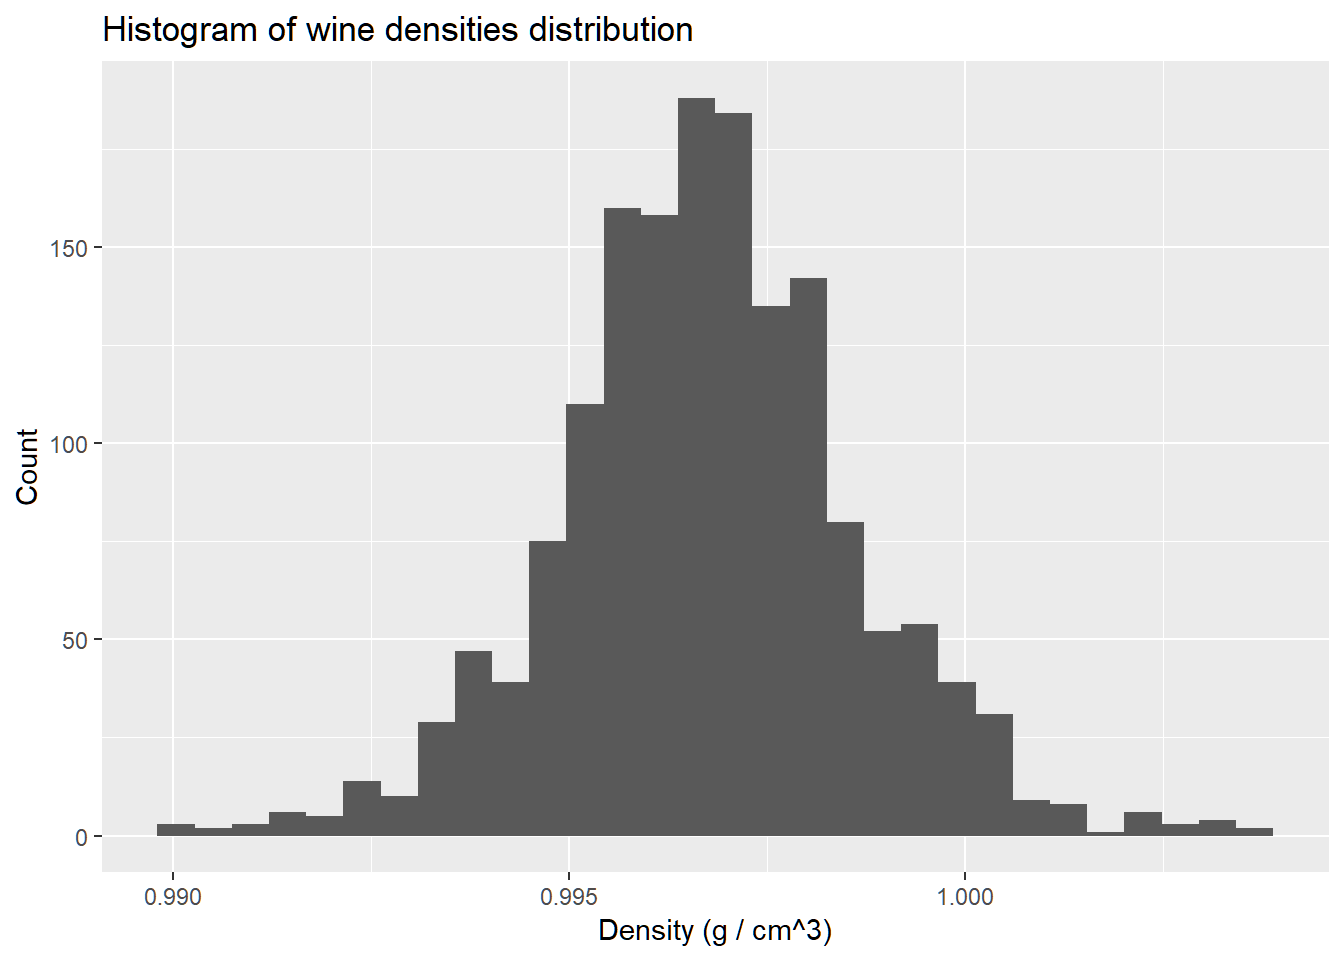 Histogram of wine densities distribution
150
100
50
0
Count
0.990 0.995 1.000
Density (g / cm^3)